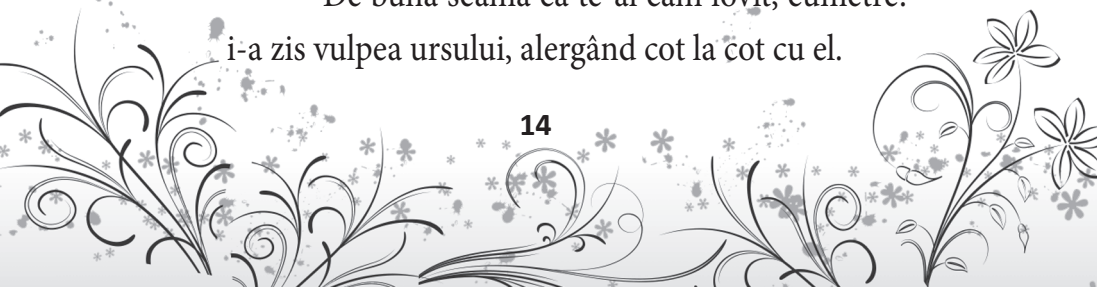 De bună seamă că te-ai cam lovit, cumetre!
i-a zis vulpea ursului, alergând cot la cot cu el.
14